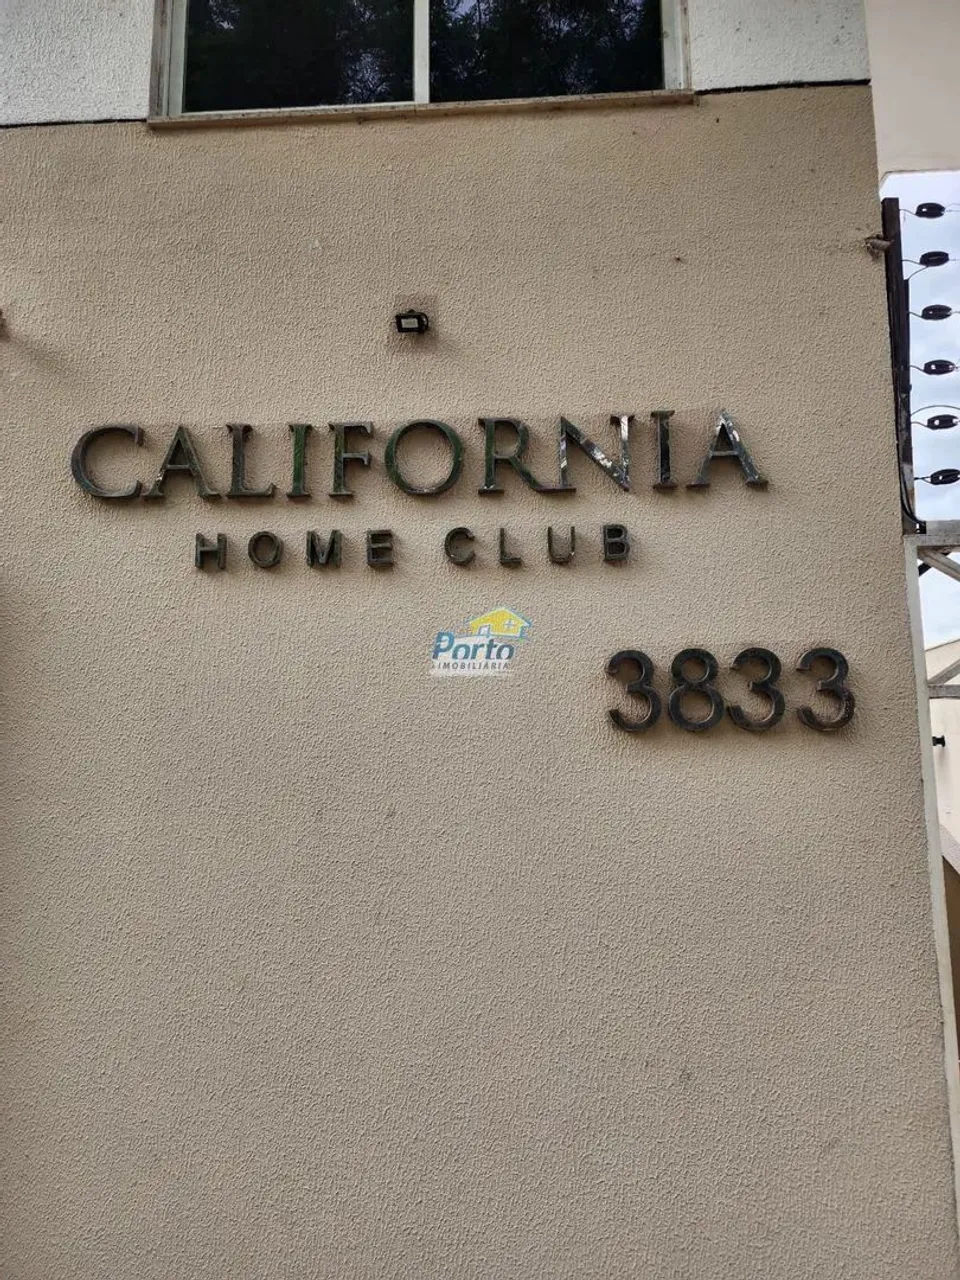 CALIFORNIA
HOME CLUB
Porto
IMOBILIÁRIA
3833